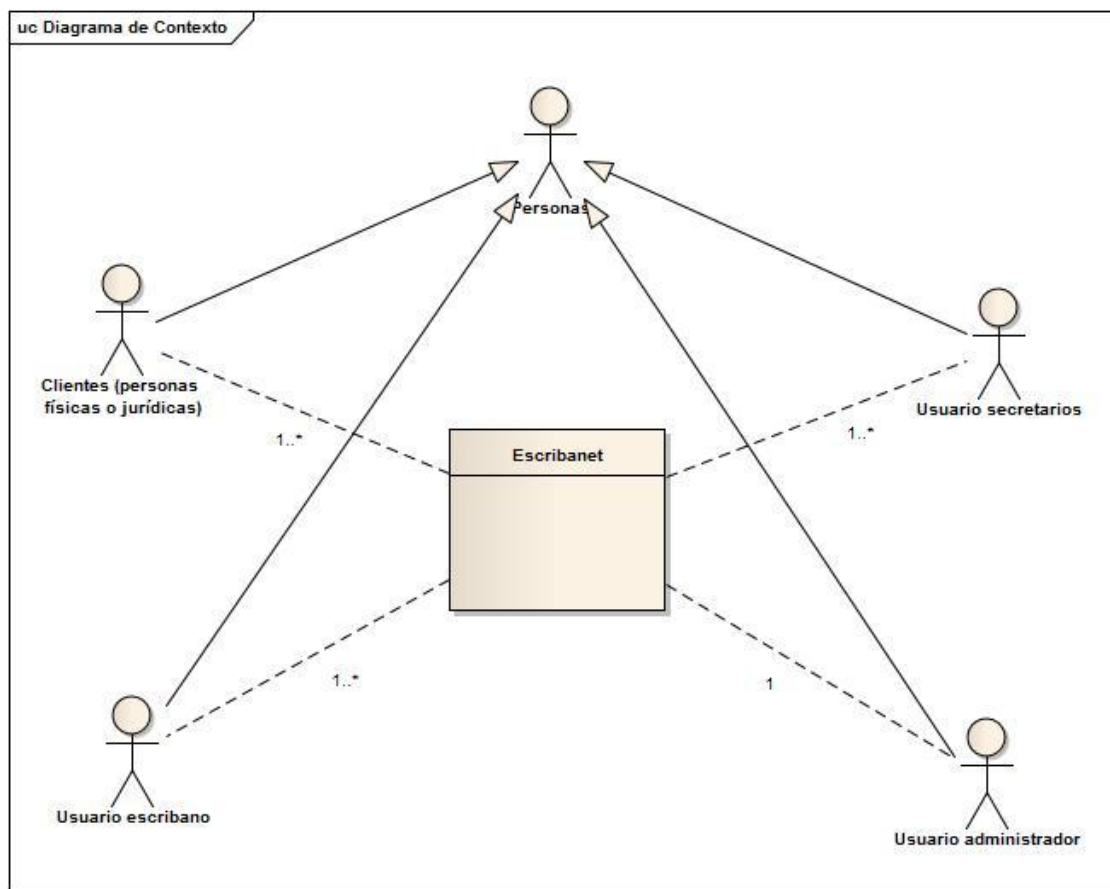 uc Diagrama de Contexto
Personas
Clientes (personas
físicas o jurídicas)
Usuario secretarios
1..*
1..*
Escribanet
1..*
1
Usuario escribano
Usuario administrador